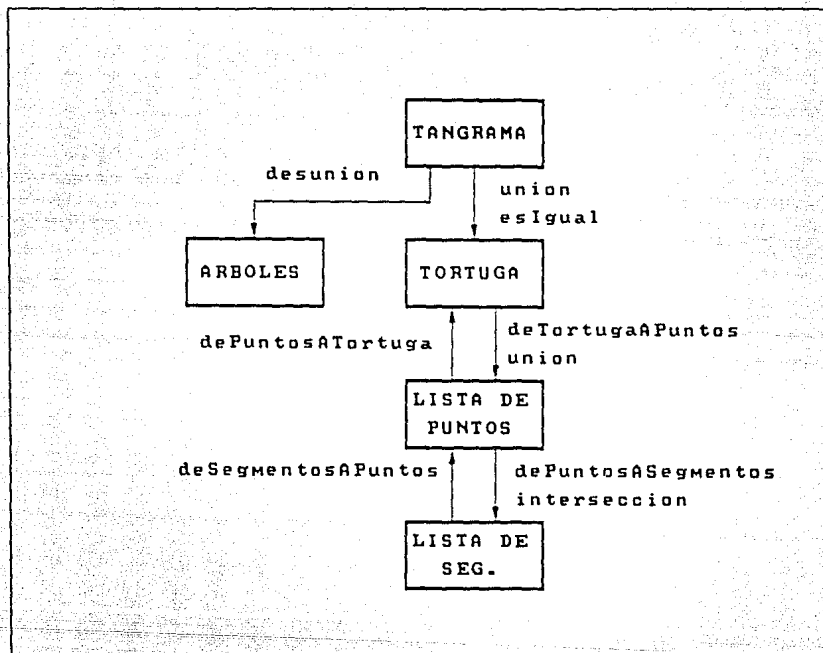 TANGRAMA
desunion
union
esIgual
ARBOLES
TORTUGA
dePuntosATortuga
deTortugaAPuntos
union
LISTA DE
PUNTOS
deSegmentosAPuntos
dePuntosASegmentos
interseccion
LISTA DE
SEG.